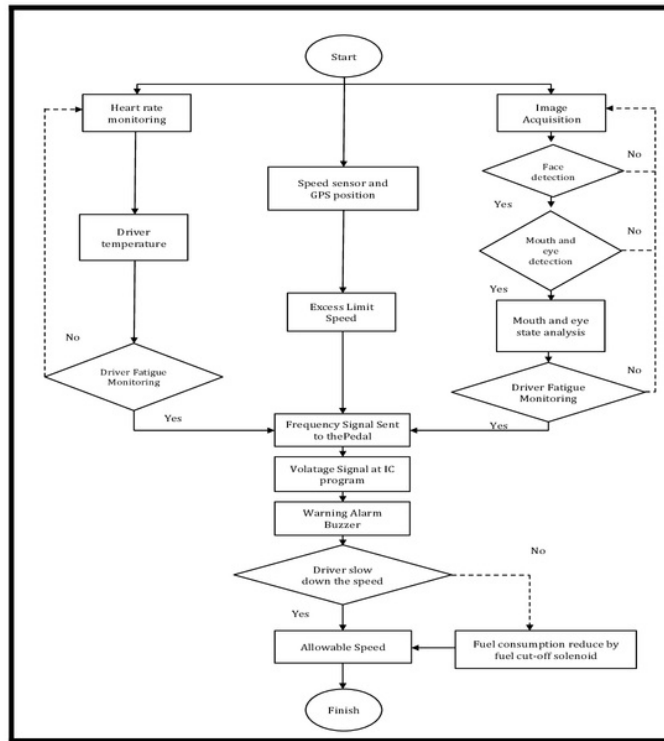 Start
Heart rate
monitoring
Image
Acquisition
No
Face
detection
Speed sensor and
GPS position
Yes
No
Driver
temperature
Mouth and
eye
detection
Yes
Excess Limit
Speed
Mouth and eye
state analysis
No
No
Driver Fatigue
Monitoring
Driver Fatigue
Monitoring
Yes
Frequency Signal Sent
to thePedal
Yes
Volatage Signal at IC
program
Warning Alarm
Buzzer
No
Driver slow
down the speed
Yes
Allowable Speed
Fuel consumption reduce by
fuel cut-off solenoid
Finish